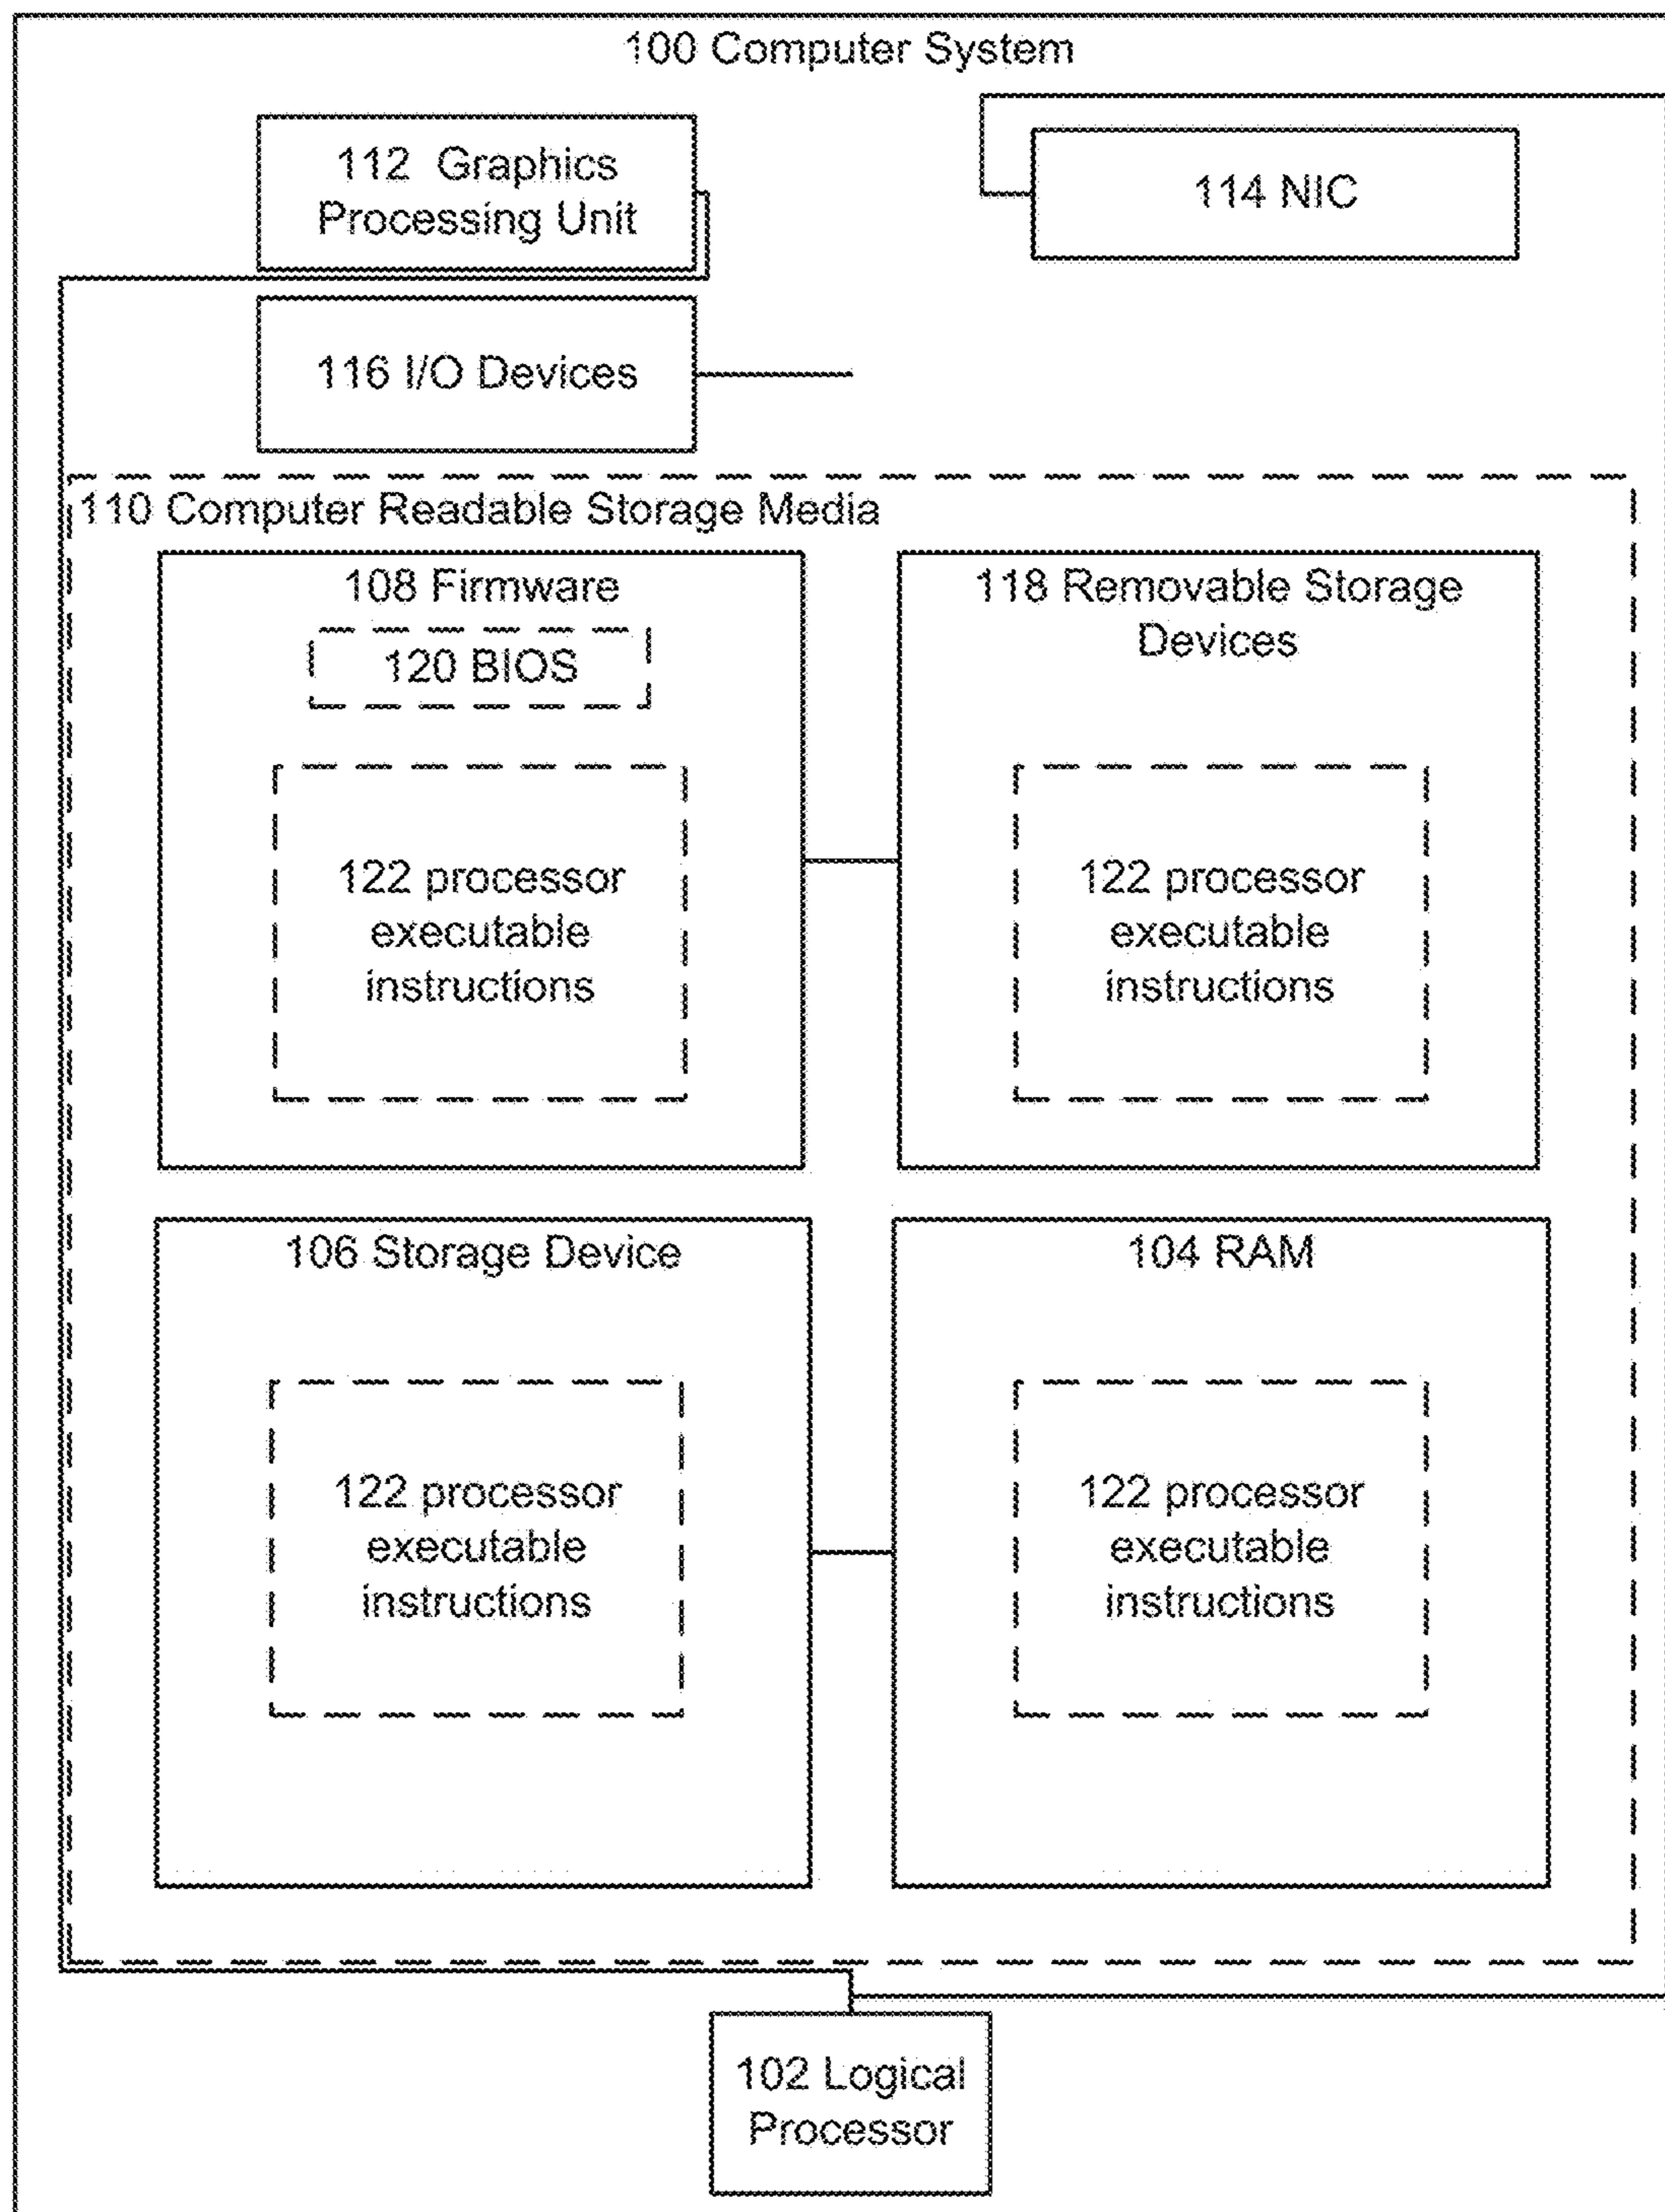 100 Computer System
112 Graphics
Processing Unit
114 NIC
116 I/O Devices
110 Computer Readable Storage Media
108 Firmware
120 BIOS
122 processor
executable
instructions
118 Removable Storage
Devices
122 processor
executable
instructions
106 Storage Device
122 processor
executable
instructions
104 RAM
122 processor
executable
instructions
102 Logical
Processor